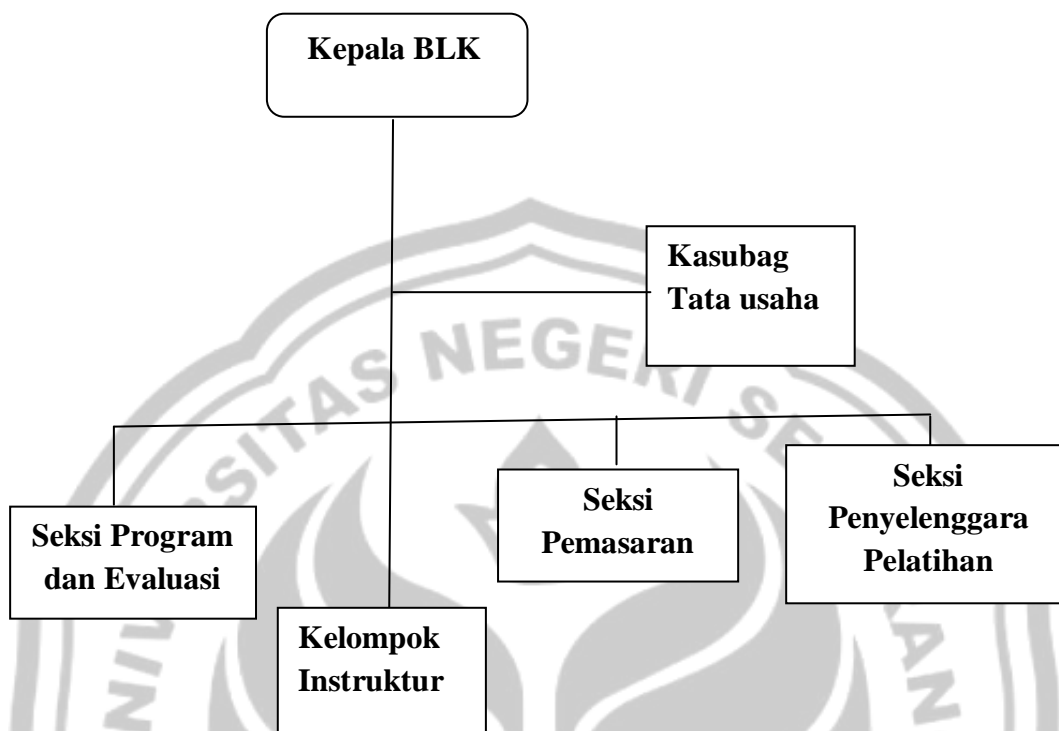 Kepala BLK
Kasubag
Tata usaha
Seksi Program
dan Evaluasi
Seksi
Pemasaran
Seksi
Penyelenggara
Pelatihan
Kelompok
Instruktur